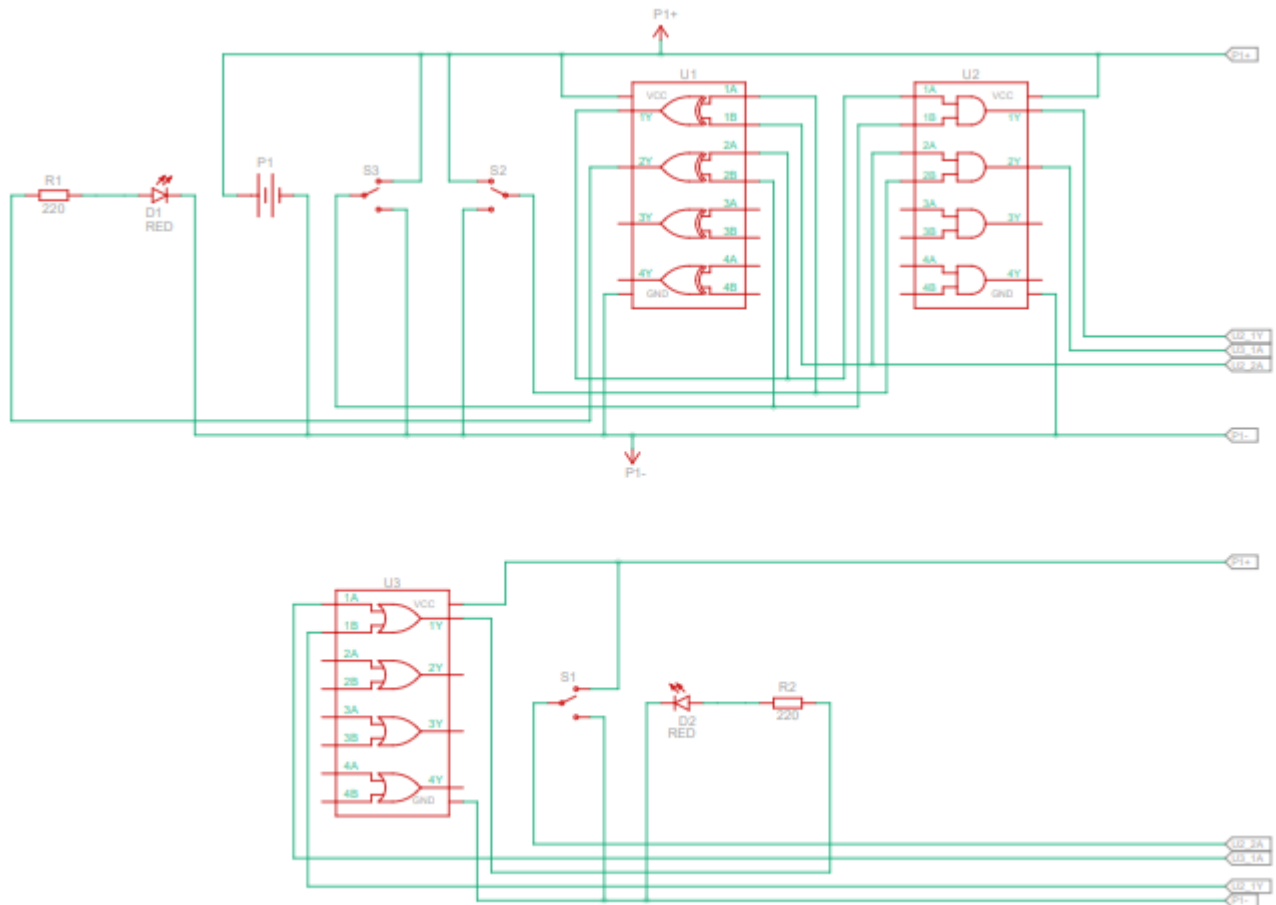 P1+
P1+
U1
U2
VCC
1A
1Y
1B
2A
2Y
2B
3A
3Y
3B
4A
4Y
4B
GND
1A
VCC
1B
1Y
2A
2Y
2B
3A
3Y
3B
4A
4Y
4B
GND
R1
220
D1
RED
P1
S3
S2
U2_1Y
U3_1A
U2_2A
P1-
P1-
P1+
U3
1A
VCC
1B
1Y
2A
2Y
2B
3A
3Y
3B
4A
4Y
4B
GND
S1
D2
RED
R2
220
U2_2A
U3_1A
U2_1Y
P1-